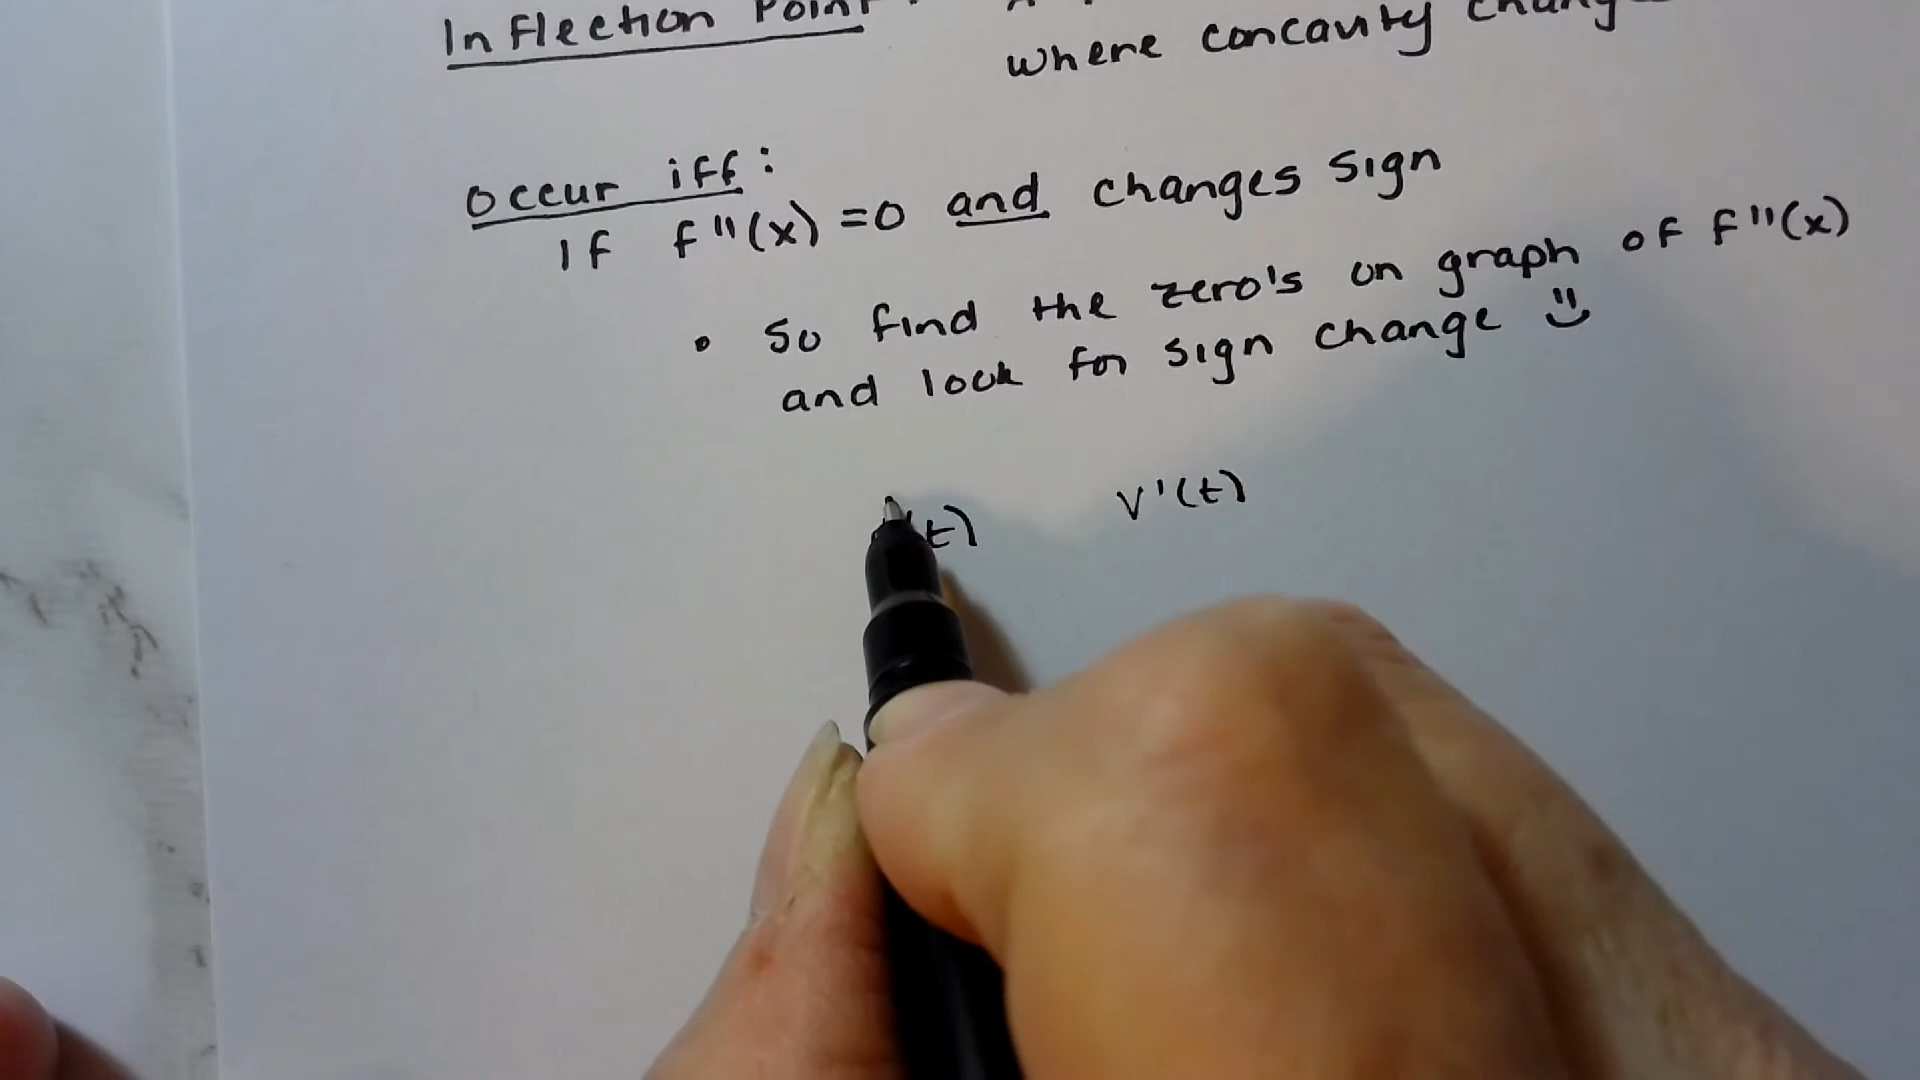 Inflection Point
where concavity
occur iff:
If f''(x) = 0 and changes sign
• So find the zero's on graph of f''(x)
and look for sign change
(t) V'(t)